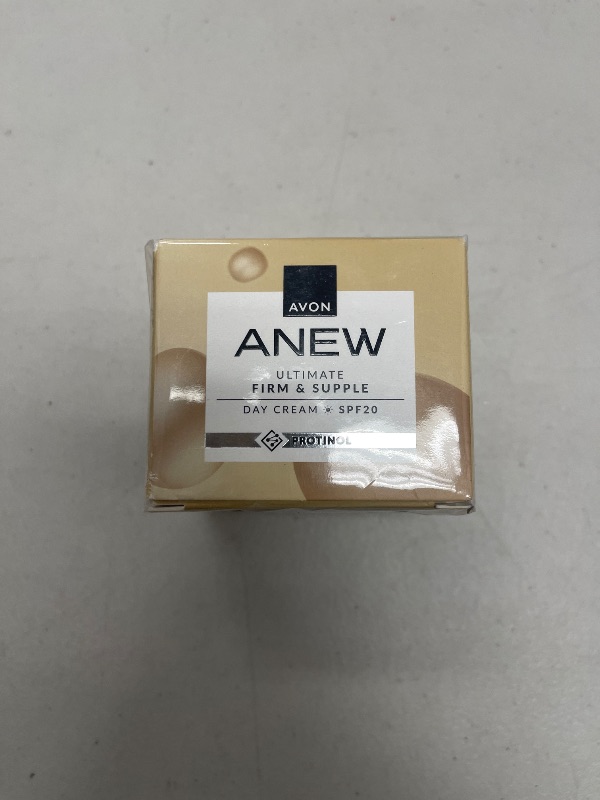 AVON
ANEW
ULTIMATE
FIRM & SUPPLE
DAY CREAM ☀ SPF20
PROTINOL